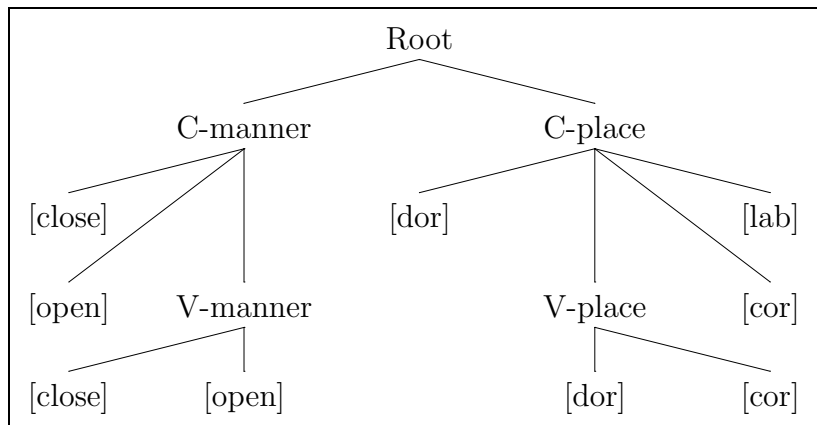 Root
C-manner C-place
[close] [dor] [lab]
[open] V-manner V-place [cor]
[close] [open] [dor] [cor]